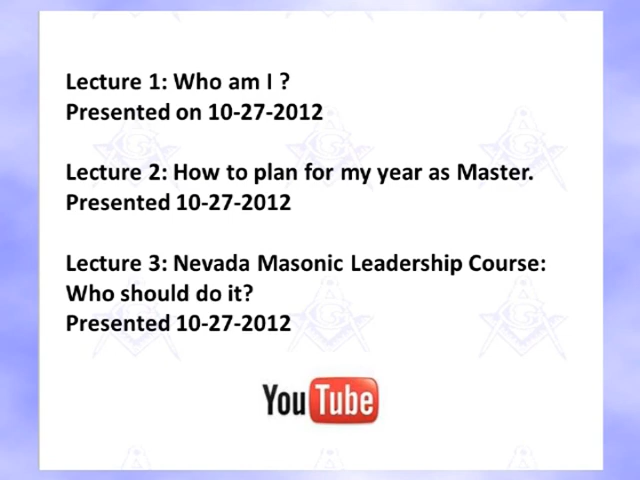 Lecture 1: Who am I ?
Presented on 10-27-2012
Lecture 2: How to plan for my year as Master.
Presented 10-27-2012
Lecture 3: Nevada Masonic Leadership Course:
Who should do it?
Presented 10-27-2012
YouTube